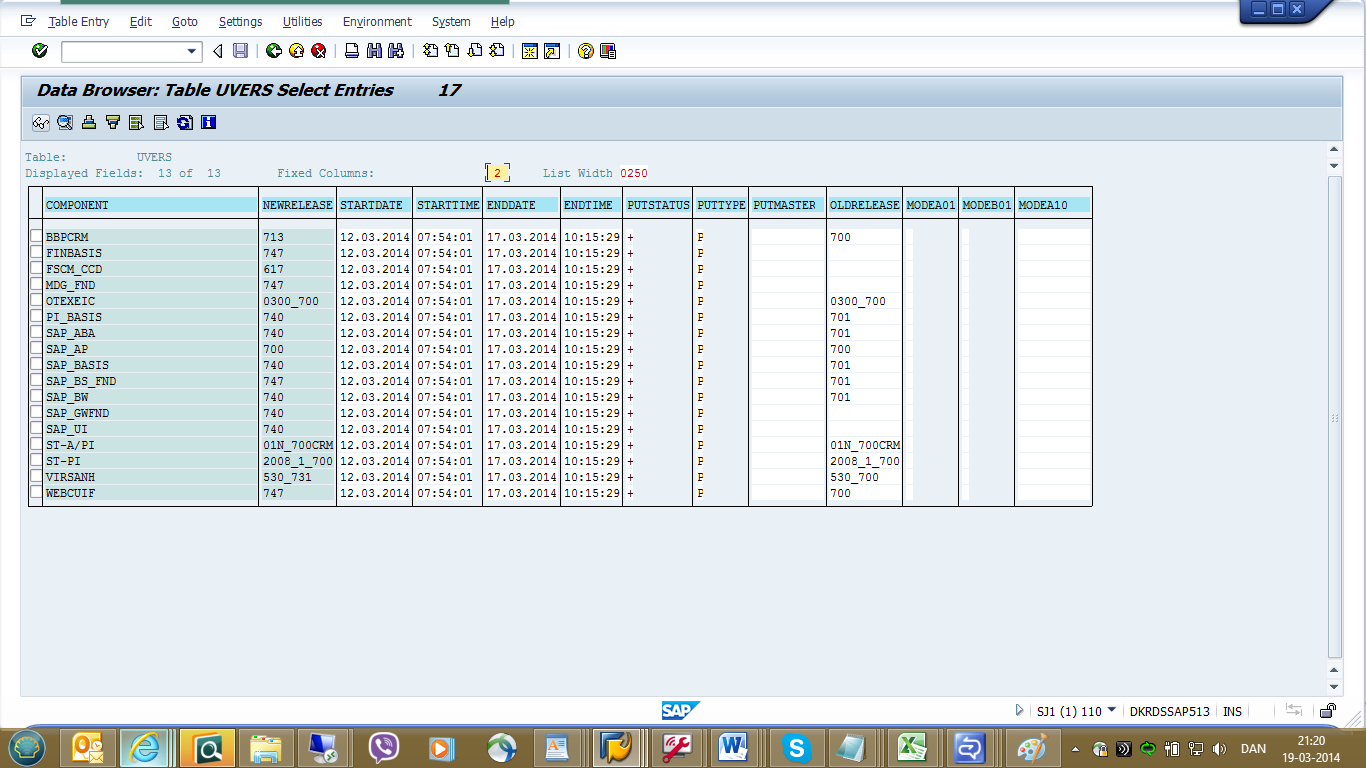 Table Entry Edit Goto Settings Utilities Environment System Help
Data Browser: Table UVERS Select Entries 17
Table: UVERS
Displayed Fields: 13 of 13 Fixed Columns: 2 List Width 0250
COMPONENT NEWRELEASE STARTDATE STARTTIME ENDDATE ENDTIME PUTSTATUS PUTTYPE PUTMASTER OLDRELEASE MODEA01 MODEB01 MODEA10
BBPCRM 713 12.03.2014 07:54:01 17.03.2014 10:15:29 + P 700
FINBASIS 747 12.03.2014 07:54:01 17.03.2014 10:15:29 + P
FSCM_CCD 617 12.03.2014 07:54:01 17.03.2014 10:15:29 + P
MDG_FND 747 12.03.2014 07:54:01 17.03.2014 10:15:29 + P
OTEXEIC 0300_700 12.03.2014 07:54:01 17.03.2014 10:15:29 + P 0300_700
PI_BASIS 740 12.03.2014 07:54:01 17.03.2014 10:15:29 + P 701
SAP_ABA 740 12.03.2014 07:54:01 17.03.2014 10:15:29 + P 701
SAP_AP 700 12.03.2014 07:54:01 17.03.2014 10:15:29 + P 700
SAP_BASIS 740 12.03.2014 07:54:01 17.03.2014 10:15:29 + P 701
SAP_BS_FND 747 12.03.2014 07:54:01 17.03.2014 10:15:29 + P 701
SAP_BW 740 12.03.2014 07:54:01 17.03.2014 10:15:29 + P 701
SAP_GWFND 740 12.03.2014 07:54:01 17.03.2014 10:15:29 + P
SAP_UI 740 12.03.2014 07:54:01 17.03.2014 10:15:29 + P
ST-A/PI 01N_700CRM 12.03.2014 07:54:01 17.03.2014 10:15:29 + P 01N_700CRM
ST-PI 2008_1_700 12.03.2014 07:54:01 17.03.2014 10:15:29 + P 2008_1_700
VIRSANH 530_731 12.03.2014 07:54:01 17.03.2014 10:15:29 + P 530_700
WEBCUIF 747 12.03.2014 07:54:01 17.03.2014 10:15:29 + P 700
SAP SJ1 (1) 110 DKRDSSAP513 INS
DAN 21:20
19-03-2014